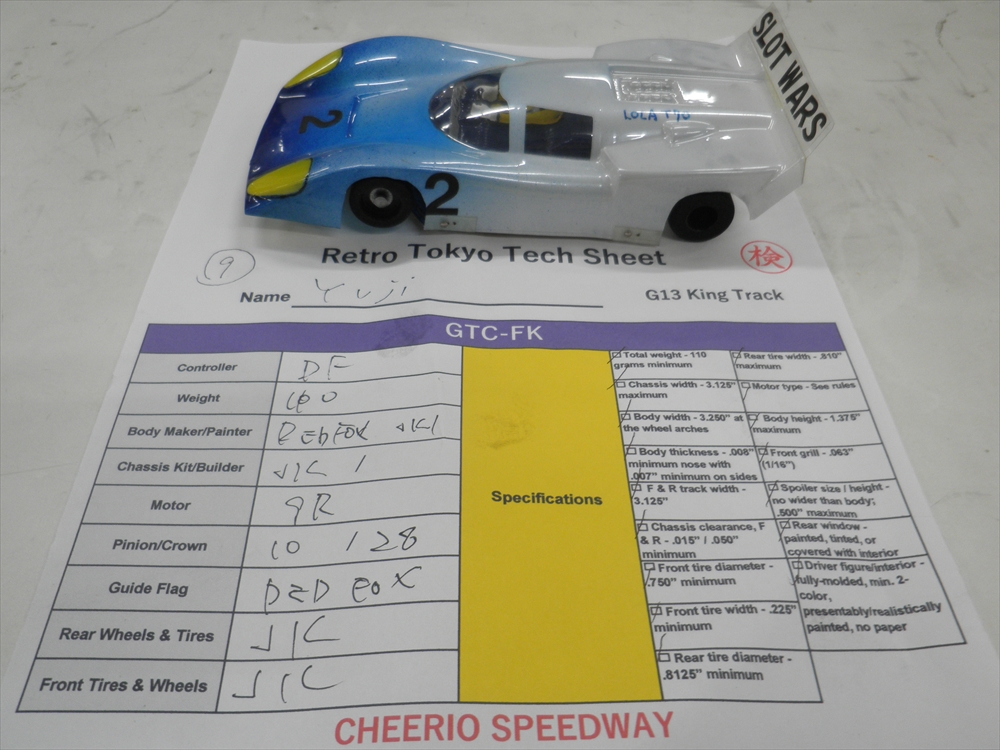 SLOT WARS
LOLA T70
2
2
Retro Tokyo Tech Sheet
検
9
Name Yuji
G13 King Track
GTC-FK
Controller DF
Weight
Body Maker/Painter
Chassis Kit/Builder
Motor 9R
Pinion/Crown 10 / 28
Guide Flag RED FOX
Rear Wheels & Tires JK
Front Tires & Wheels JK
Specifications
Total weight - 110 grams minimum
Rear tire width - .810" maximum
Chassis width - 3.125" maximum
Motor type - See rules
Body width - 3.250" at the wheel arches
Body height - 1.375" maximum
Body thickness - .008" minimum nose with .007" minimum on sides
Front grill - .063" (1/16")
F & R track width - 3.125"
Spoiler size / height - no wider than body; .500" maximum
Chassis clearance, F & R - .015" / .050" minimum
Rear window - painted, tinted, or covered with interior
Front tire diameter - .750" minimum
Driver figure/interior - fully-molded, min. 2-color, presentably/realistically painted, no paper
Front tire width - .225" minimum
Rear tire diameter - .8125" minimum
CHEERIO SPEEDWAY